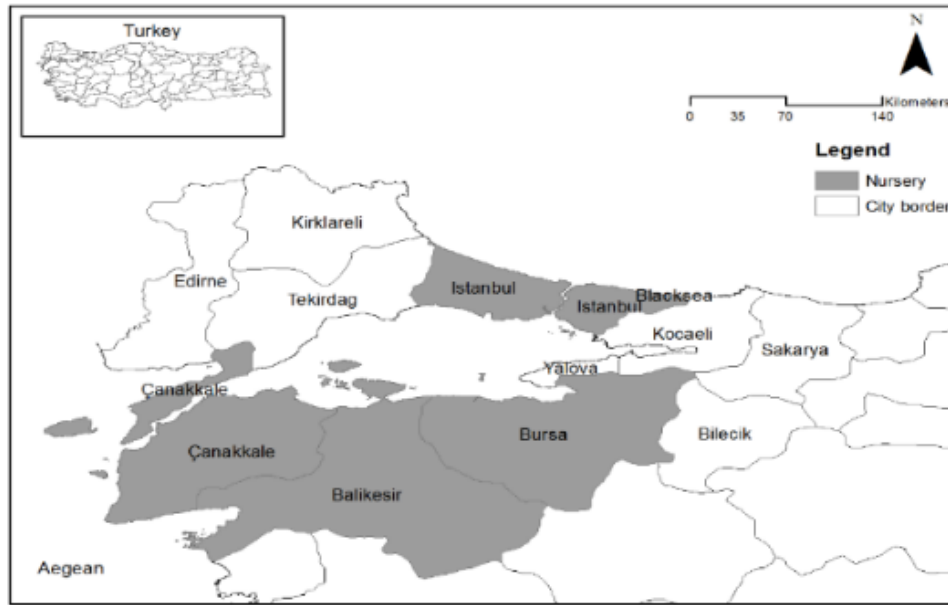 Turkey
N
Kilometers
0 35 70 140
Legend
Nursery
City border
Kirklareli
Edirne
Tekirdag
Istanbul
Istanbul
Blacksea
Kocaeli
Sakarya
Yalova
Çanakkale
Çanakkale
Bursa
Bilecik
Balikesir
Aegean